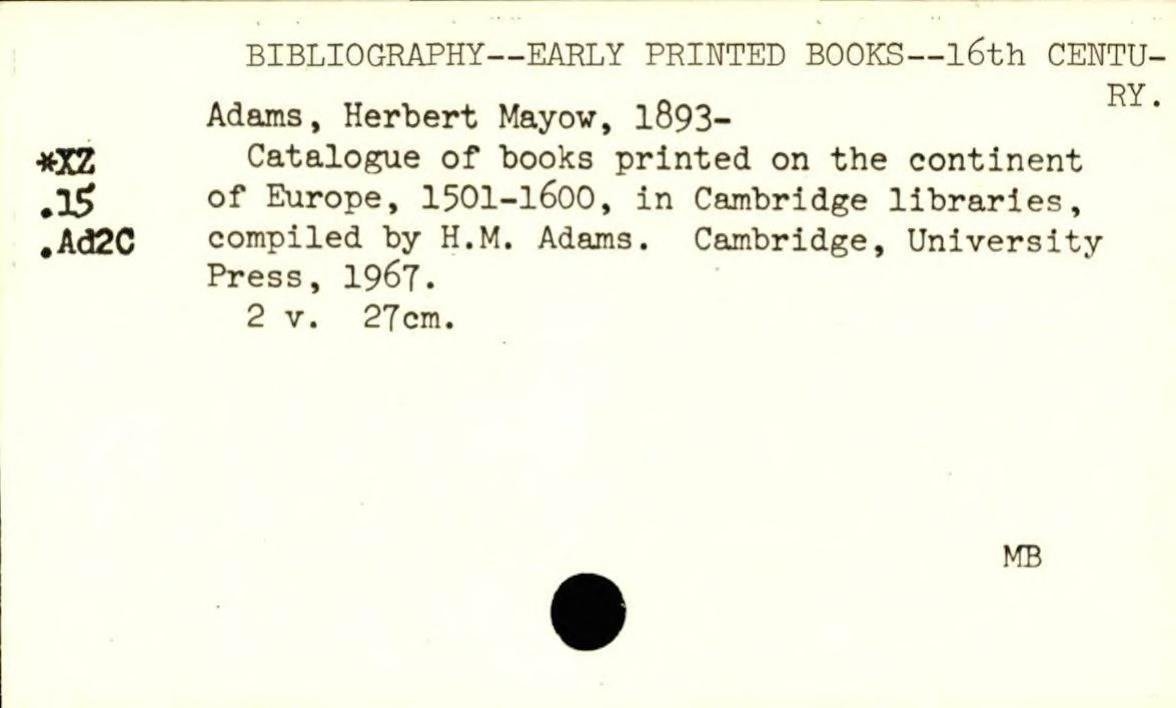 BIBLIOGRAPHY--EARLY PRINTED BOOKS--16th CENTU-
RY.
Adams, Herbert Mayow, 1893-
*XZ Catalogue of books printed on the continent
.15 of Europe, 1501-1600, in Cambridge libraries,
.Ad2C compiled by H.M. Adams. Cambridge, University
Press, 1967.
2 v. 27cm.
MB